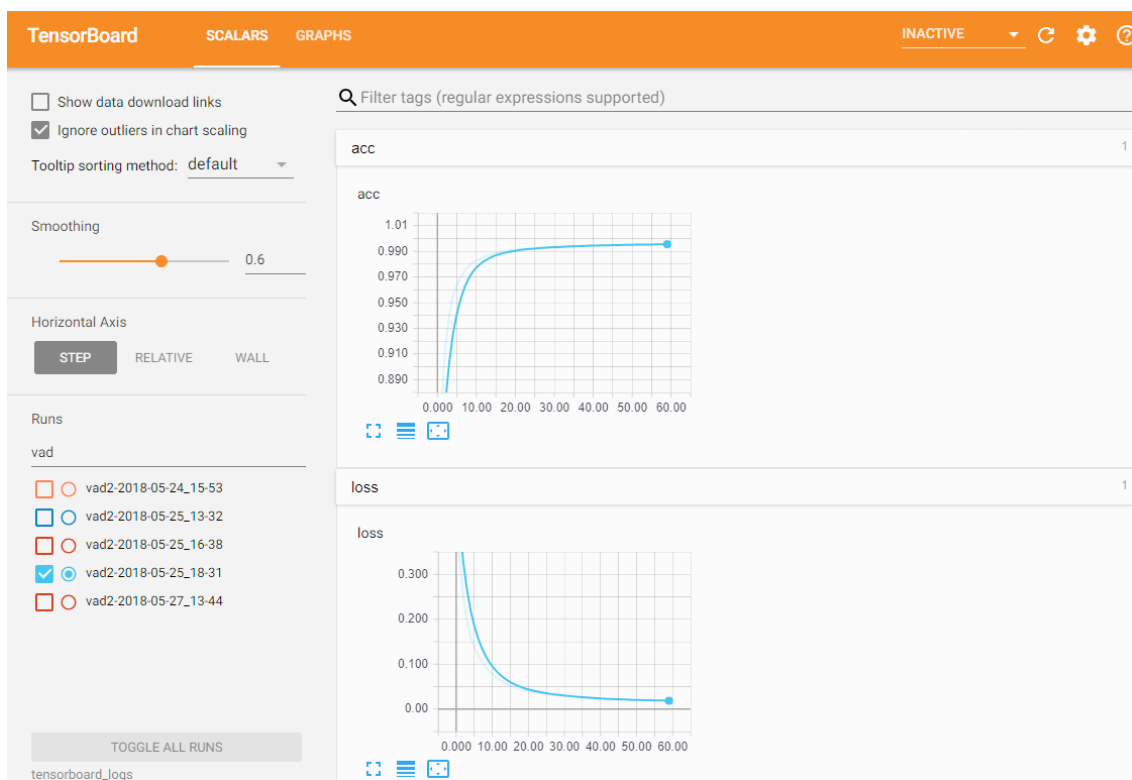 TensorBoard SCALARS GRAPHS INACTIVE
Show data download links
Ignore outliers in chart scaling
Tooltip sorting method: default
Smoothing
0.6
Horizontal Axis
STEP RELATIVE WALL
Runs
vad
vad2-2018-05-24_15-53
vad2-2018-05-25_13-32
vad2-2018-05-25_16-38
vad2-2018-05-25_18-31
vad2-2018-05-27_13-44
TOGGLE ALL RUNS
tensorboard_logs
Filter tags (regular expressions supported)
acc 1
acc
1.01
0.990
0.970
0.950
0.930
0.910
0.890
0.000 10.00 20.00 30.00 40.00 50.00 60.00
loss 1
loss
0.300
0.200
0.100
0.00
0.000 10.00 20.00 30.00 40.00 50.00 60.00